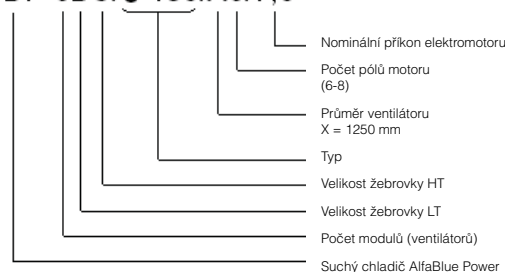 Nominální příkon elektromotoru
Počet pólů motoru
(6-8)
Průměr ventilátoru
X = 1250 mm
Typ
Velikost žebrovky HT
Velikost žebrovky LT
Počet modulů (ventilátorů)
Suchý chladič AlfaBlue Power